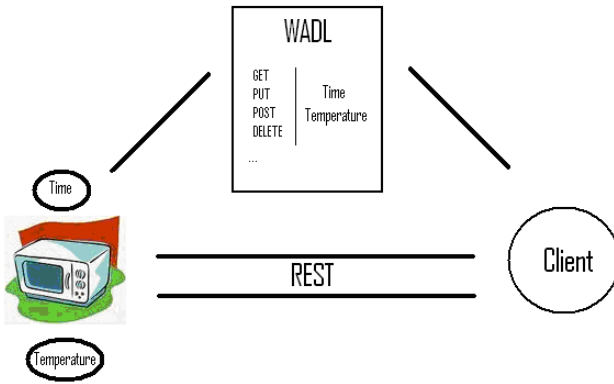 WADL
GET
PUT
POST
DELETE
...
Time
Temperature
Time
REST
Client
Temperature